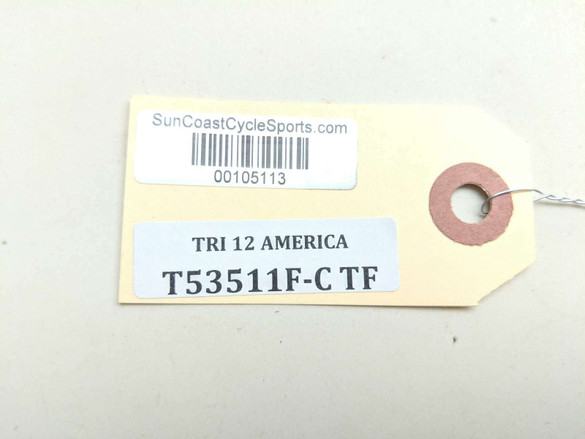 SunCoastCycleSports.com
00105113
TRI 12 AMERICA
T53511F-C TF